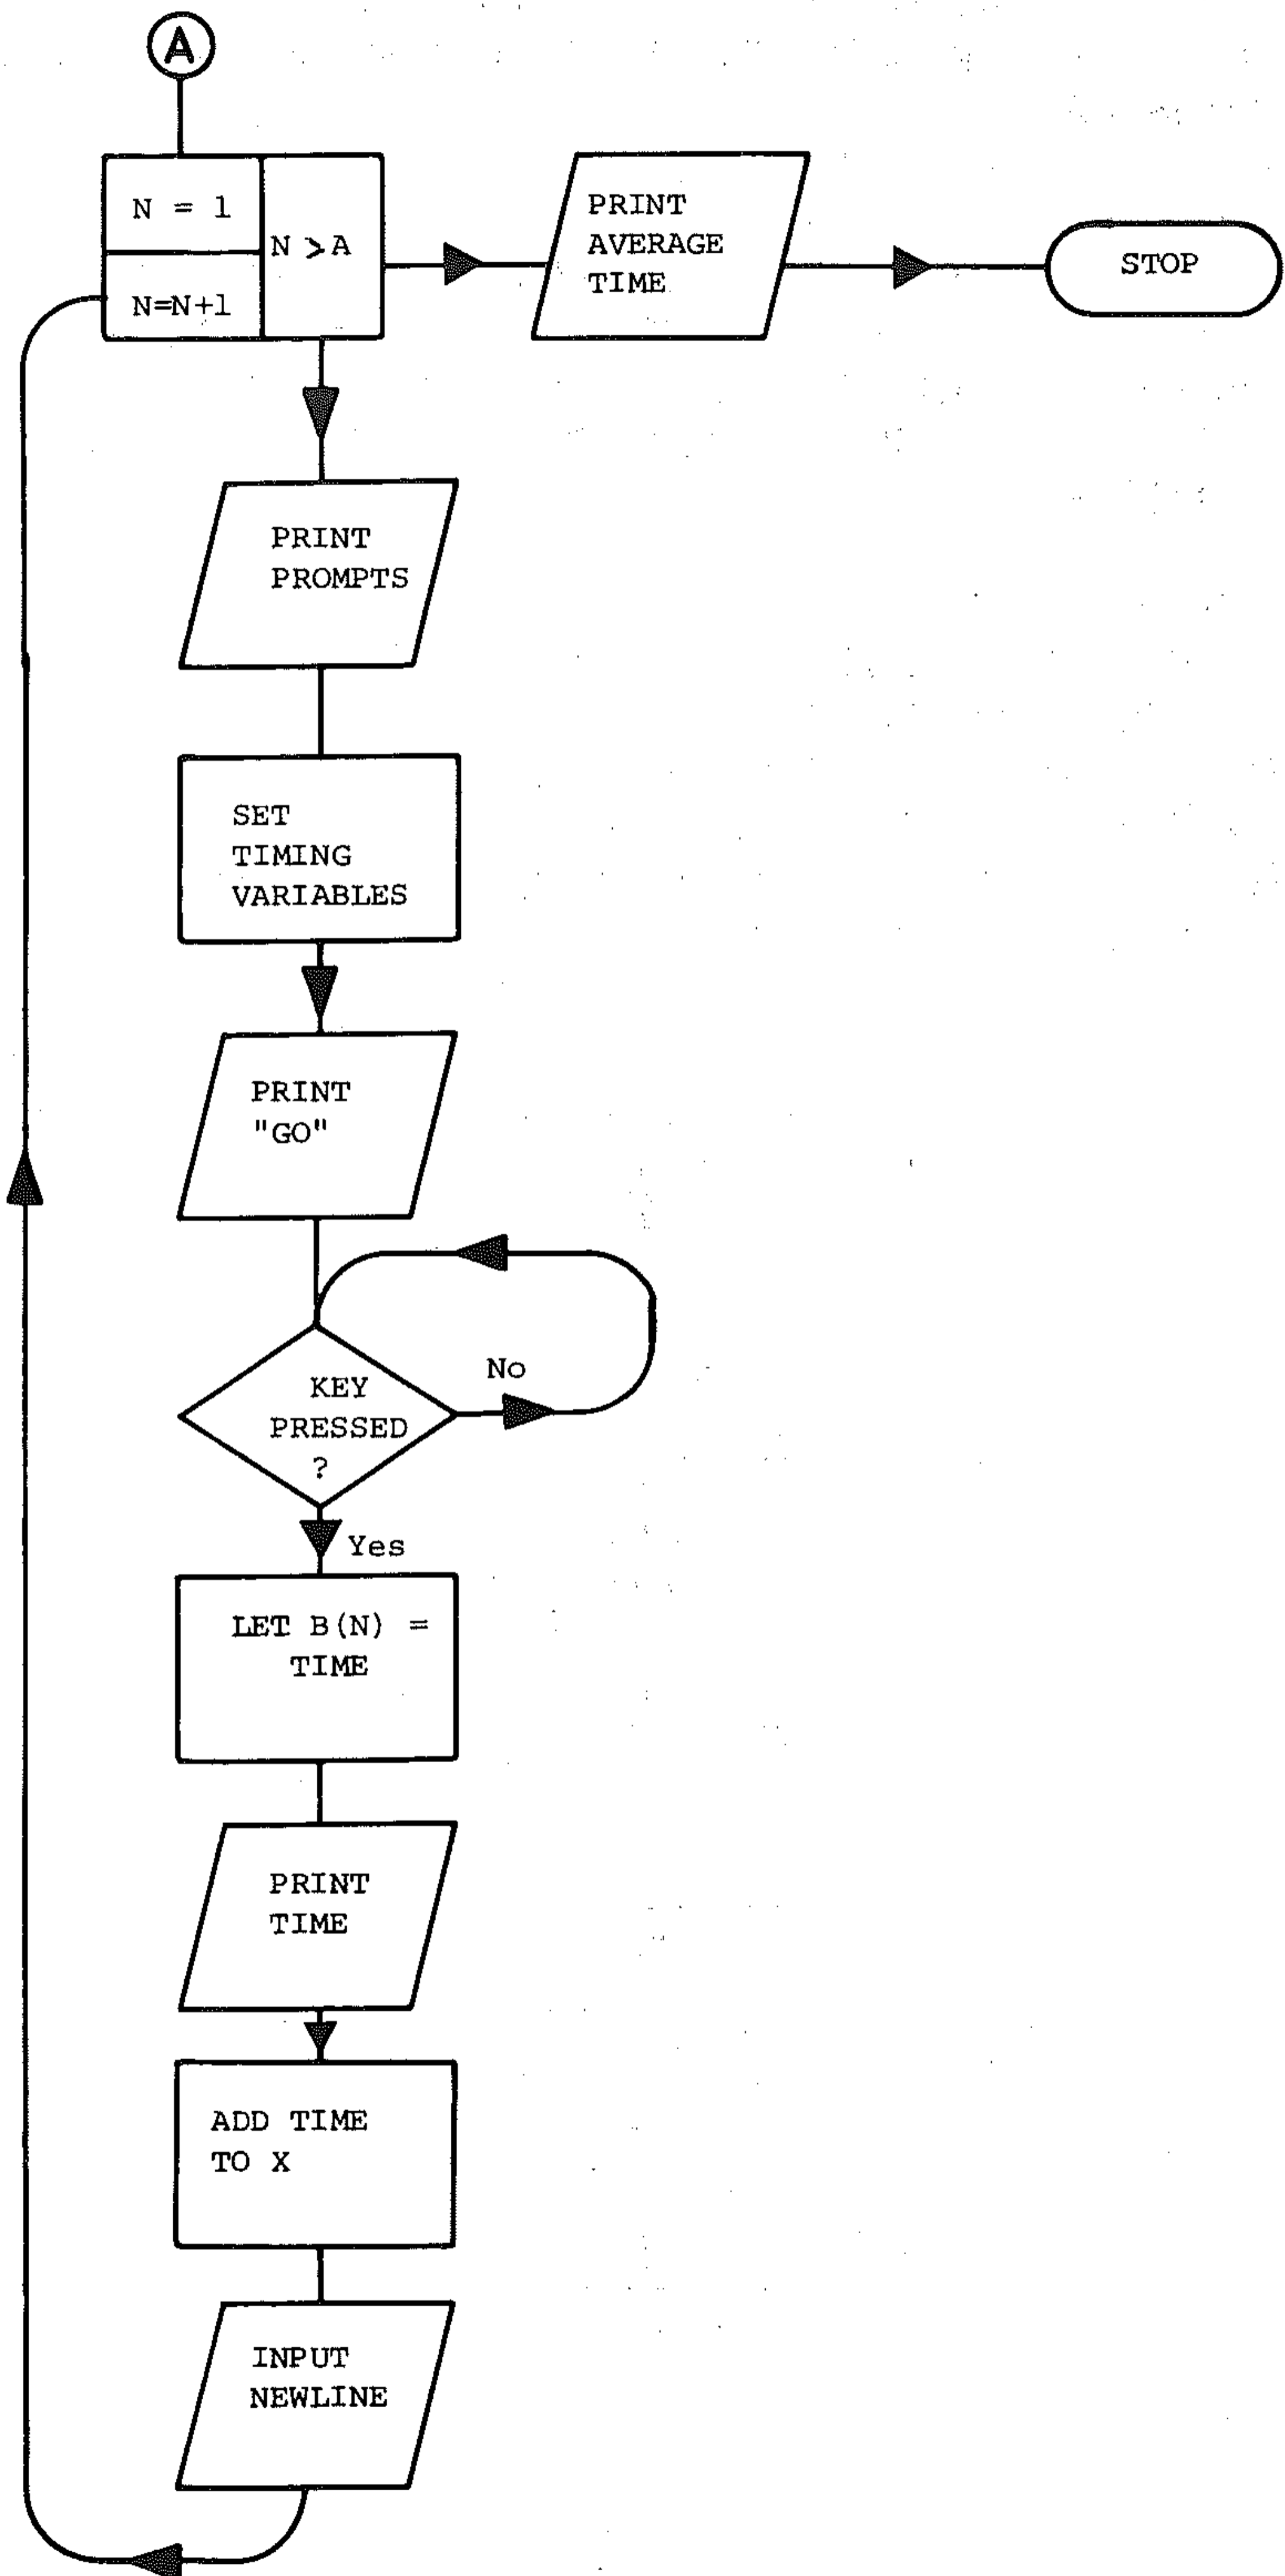 A
N = 1
N > A
N=N+1
PRINT
AVERAGE
TIME
STOP
PRINT
PROMPTS
SET
TIMING
VARIABLES
PRINT
"GO"
No
KEY
PRESSED
?
Yes
LET B(N) =
TIME
PRINT
TIME
ADD TIME
TO X
INPUT
NEWLINE